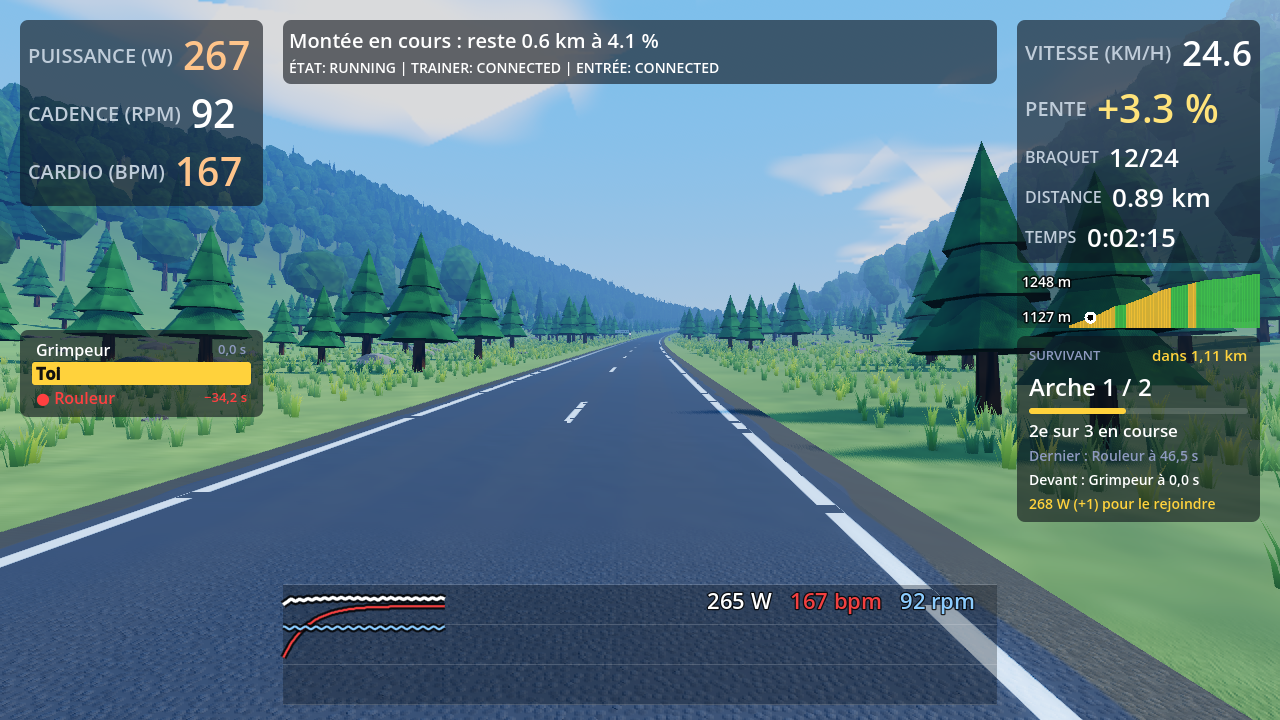 PUISSANCE (W) 267
CADENCE (RPM) 92
CARDIO (BPM) 167
Montée en cours : reste 0.6 km à 4.1 %
ÉTAT: RUNNING | TRAINER: CONNECTED | ENTRÉE: CONNECTED
VITESSE (KM/H) 24.6
PENTE +3.3 %
BRAQUET 12/24
DISTANCE 0.89 km
TEMPS 0:02:15
1248 m
1127 m
Grimpeur 0,0 s
Toi
Rouleur −34,2 s
SURVIVANT dans 1,11 km
Arche 1 / 2
2e sur 3 en course
Dernier : Rouleur à 46,5 s
Devant : Grimpeur à 0,0 s
268 W (+1) pour le rejoindre
265 W 167 bpm 92 rpm